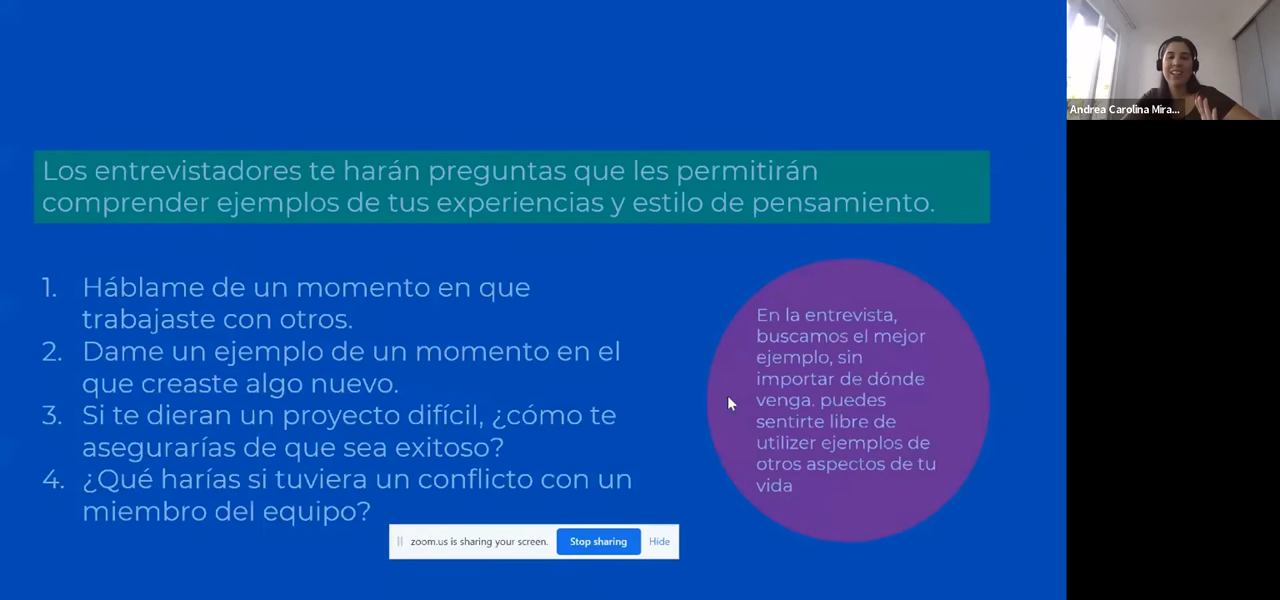 Los entrevistadores te harán preguntas que les permitirán
comprender ejemplos de tus experiencias y estilo de pensamiento.
1. Háblame de un momento en que
trabajaste con otros.
2. Dame un ejemplo de un momento en el
que creaste algo nuevo.
3. Si te dieran un proyecto difícil, ¿cómo te
asegurarías de que sea exitoso?
4. ¿Qué harías si tuviera un conflicto con un
miembro del equipo?
En la entrevista,
buscamos el mejor
ejemplo, sin
importar de dónde
venga. puedes
sentirte libre de
utilizer ejemplos de
otros aspectos de tu
vida
zoom.us is sharing your screen. Stop sharing Hide
Andrea Carolina Mira...